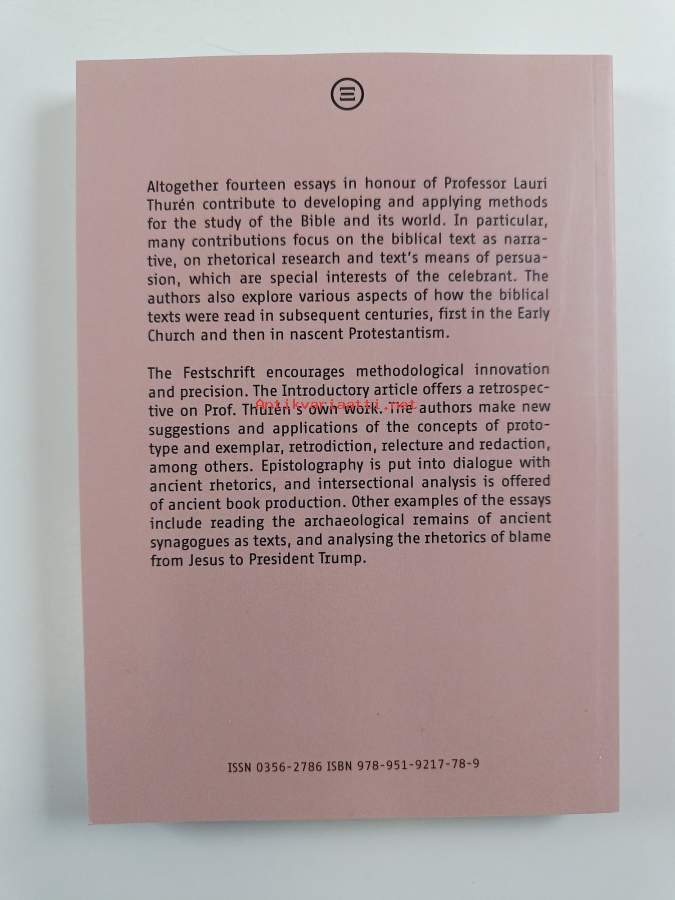 Altogether fourteen essays in honour of Professor Lauri
Thurén contribute to developing and applying methods
for the study of the Bible and its world. In particular,
many contributions focus on the biblical text as narra-
tive, on rhetorical research and text's means of persua-
sion, which are special interests of the celebrant. The
authors also explore various aspects of how the biblical
texts were read in subsequent centuries, first in the Early
Church and then in nascent Protestantism.
The Festschrift encourages methodological innovation
and precision. The Introductory article offers a retrospec-
tive on Prof. Thurén's own work. The authors make new
Antikvariaatti.net
suggestions and applications of the concepts of proto-
type and exemplar, retrodiction, relecture and redaction,
among others. Epistolography is put into dialogue with
ancient rhetorics, and intersectional analysis is offered
of ancient book production. Other examples of the essays
include reading the archaeological remains of ancient
synagogues as texts, and analysing the rhetorics of blame
from Jesus to President Trump.
ISSN 0356-2786 ISBN 978-951-9217-78-9